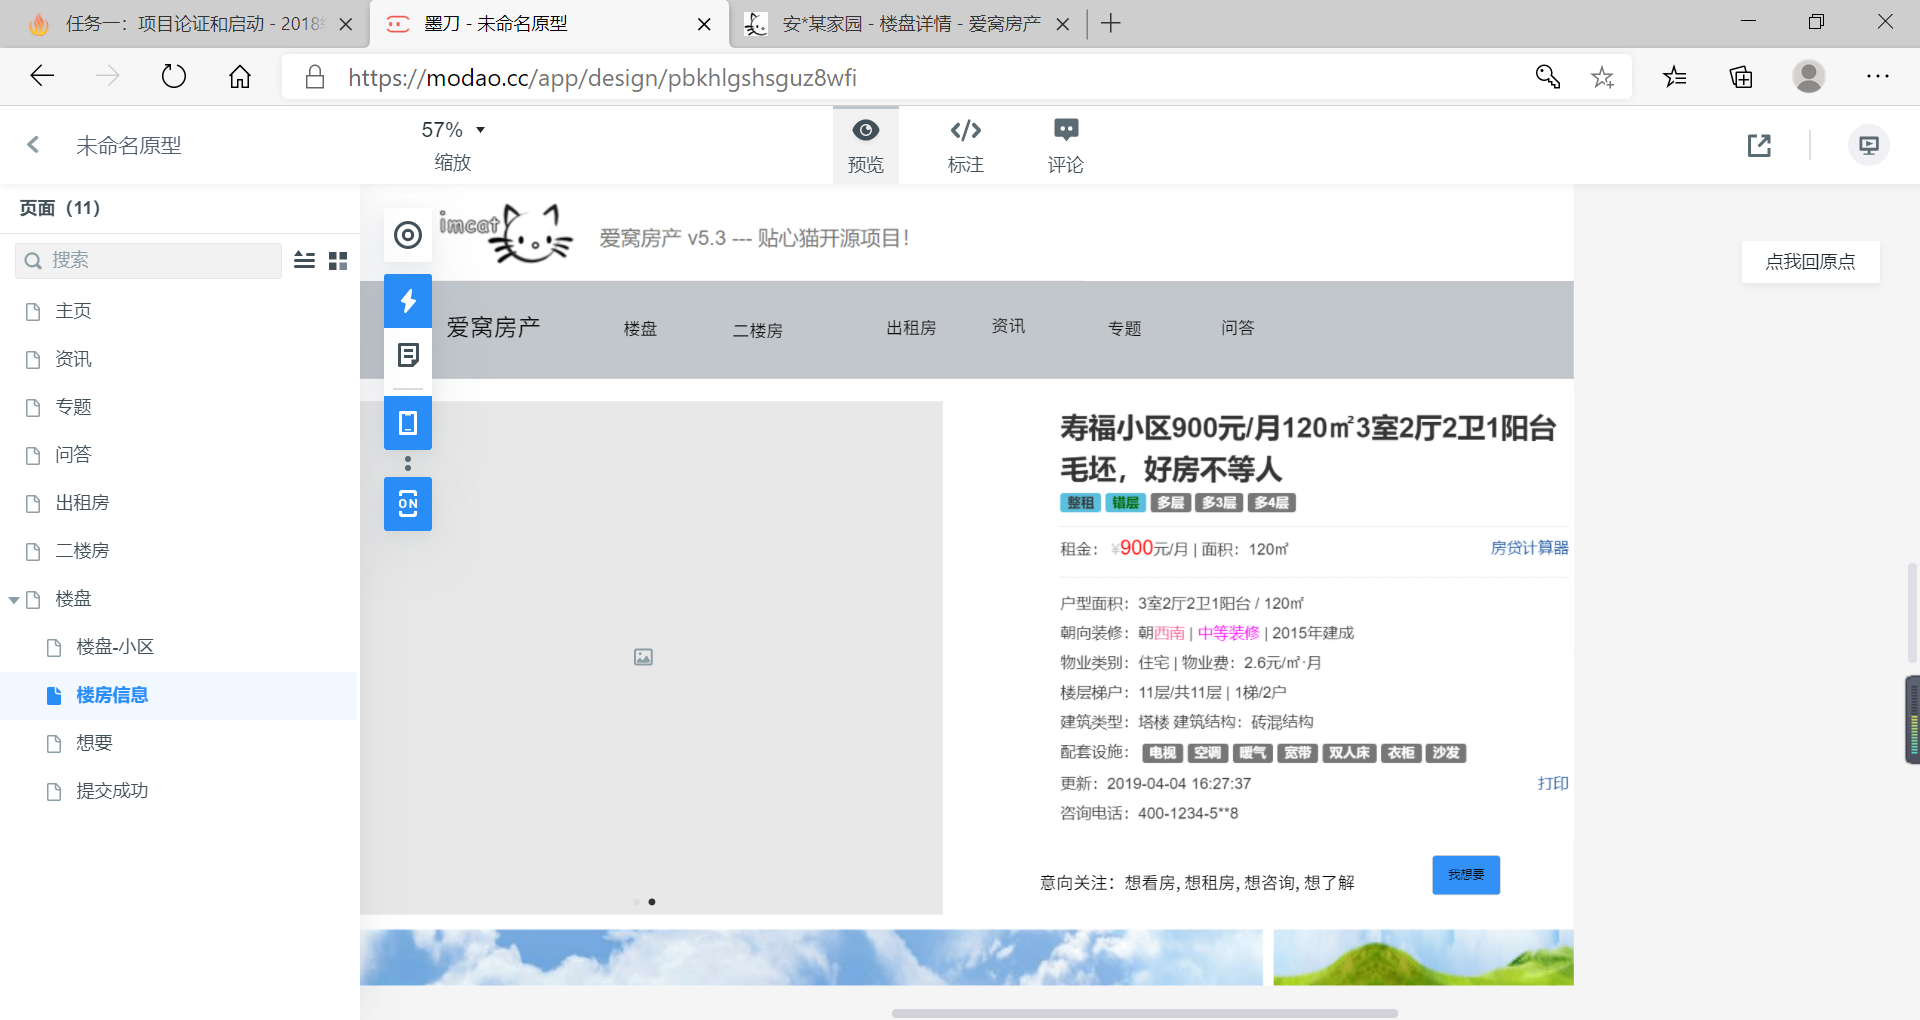 任务一：项目论证和启动 - 2018
墨刀 - 未命名原型
安*某家园 - 楼盘详情 - 爱窝房产
https://modao.cc/app/design/pbkhlgshsguz8wfi
未命名原型
57%
缩放
预览
标注
评论
页面（11）
搜索
主页
资讯
专题
问答
出租房
二楼房
楼盘
楼盘-小区
楼房信息
想要
提交成功
ON
imcat
爱窝房产 v5.3 --- 贴心猫开源项目！
点我回原点
爱窝房产 楼盘 二楼房 出租房 资讯 专题 问答
寿福小区900元/月120㎡3室2厅2卫1阳台
毛坯，好房不等人
整租 错层 多层 多3层 多4层
租金： ¥900元/月 | 面积：120㎡ 房贷计算器
户型面积：3室2厅2卫1阳台 / 120㎡
朝向装修：朝西南 | 中等装修 | 2015年建成
物业类别：住宅 | 物业费：2.6元/㎡·月
楼层梯户：11层/共11层 | 1梯/2户
建筑类型：塔楼 建筑结构：砖混结构
配套设施： 电视 空调 暖气 宽带 双人床 衣柜 沙发
更新：2019-04-04 16:27:37 打印
咨询电话：400-1234-5**8
意向关注：想看房, 想租房, 想咨询, 想了解 我想要